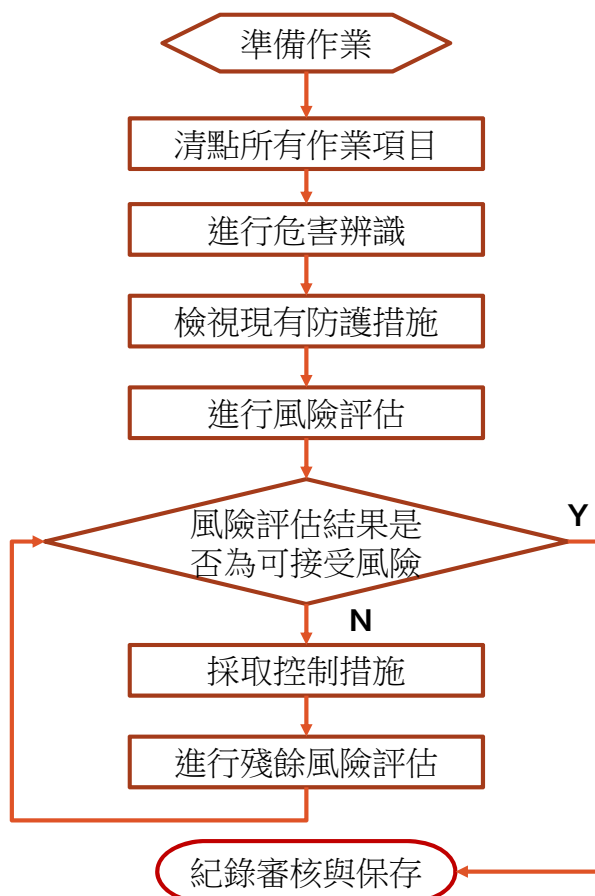 準備作業
清點所有作業項目
進行危害辨識
檢視現有防護措施
進行風險評估
風險評估結果是
否為可接受風險
Y
N
採取控制措施
進行殘餘風險評估
紀錄審核與保存